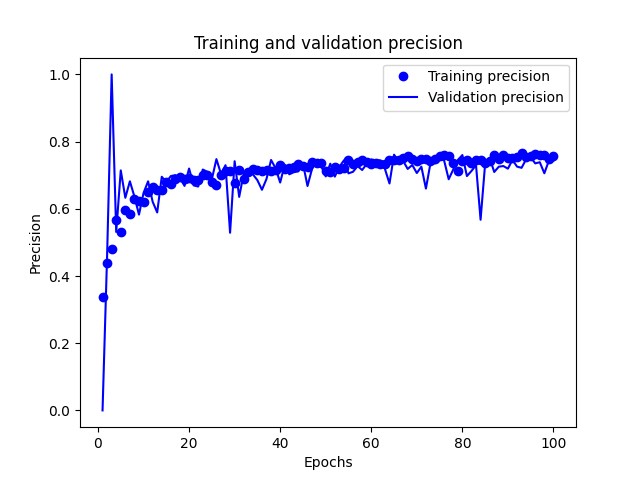 Training and validation precision
Training precision
Validation precision
1.0
0.8
0.6
0.4
0.2
0.0
Precision
0
20
40
60
80
100
Epochs